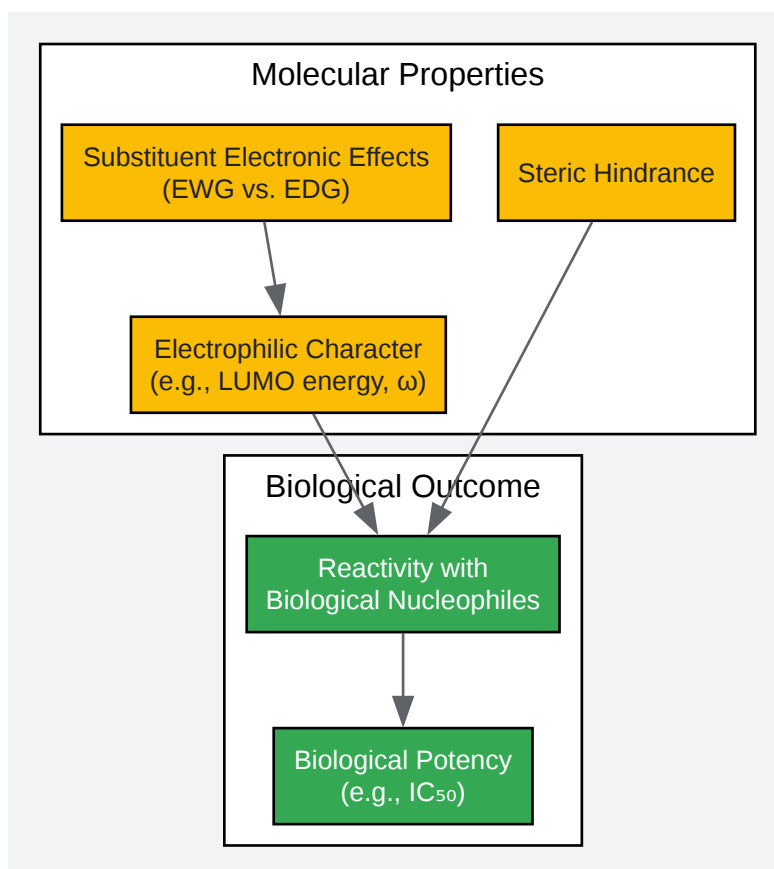 Molecular Properties
Substituent Electronic Effects
(EWG vs. EDG)
Steric Hindrance
Electrophilic Character
(e.g., LUMO energy, ω)
Biological Outcome
Reactivity with
Biological Nucleophiles
Biological Potency
(e.g., IC₅₀)